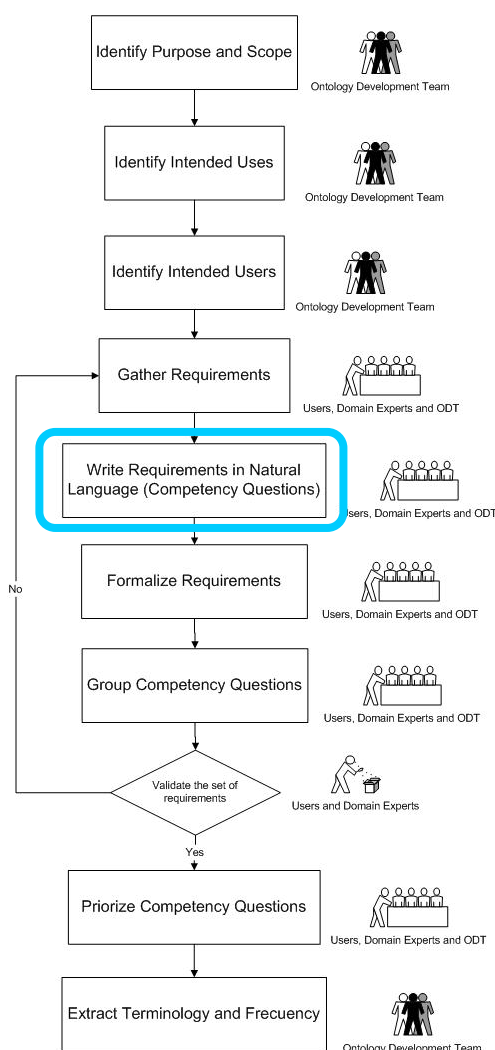 Identify Purpose and Scope
Ontology Development Team
Identify Intended Uses
Ontology Development Team
Identify Intended Users
Ontology Development Team
Gather Requirements
Users, Domain Experts and ODT
Write Requirements in Natural
Language (Competency Questions)
Users, Domain Experts and ODT
Formalize Requirements
No
Users, Domain Experts and ODT
Group Competency Questions
Users, Domain Experts and ODT
Validate the set of
requirements
Users and Domain Experts
Yes
Priorize Competency Questions
Users, Domain Experts and ODT
Extract Terminology and Frecuency
Ontology Development Team